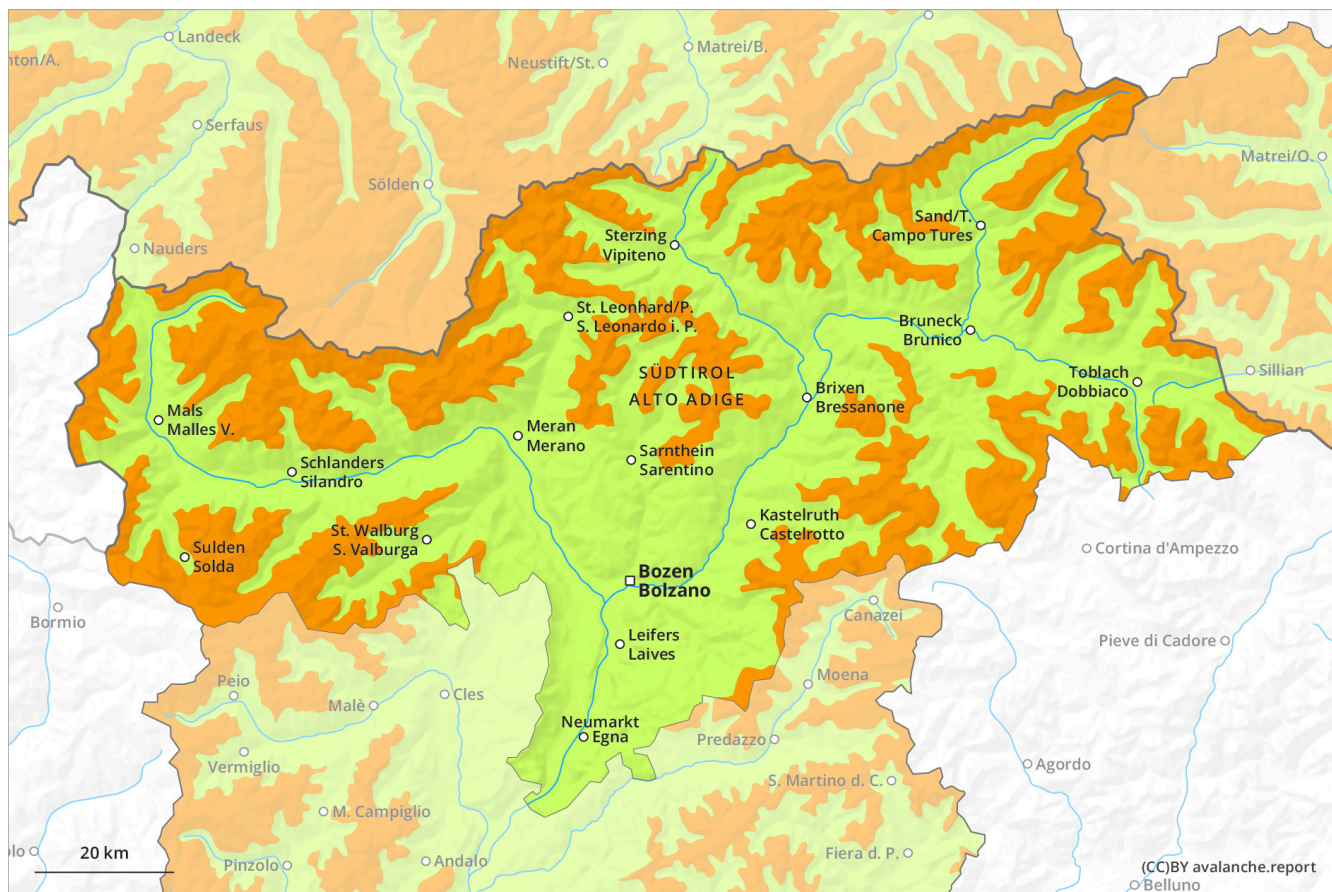 Landeck
nton/A.
Neustift/St.
Matrei/B.
Serfaus
Sölden
Matrei/O.
Nauders
Sand/T.
Campo Tures
Sterzing
Vipiteno
St. Leonhard/P.
S. Leonardo i. P.
Bruneck
Brunico
SÜDTIROL
ALTO ADIGE
Toblach
Dobbiaco
Sillian
Brixen
Bressanone
Mals
Malles V.
Meran
Merano
Sarnthein
Sarentino
Schlanders
Silandro
Kastelruth
Castelrotto
St. Walburg
S. Valburga
Sulden
Solda
Cortina d'Ampezzo
Bozen
Bolzano
Bormio
Canazei
Leifers
Laives
Pieve di Cadore
Moena
Peio
Malè
Cles
Neumarkt
Egna
Predazzo
Vermiglio
Agordo
S. Martino d. C.
M. Campiglio
20 km
olo
Pinzolo
Andalo
Fiera d. P.
(CC)BY avalanche.report
Belluno